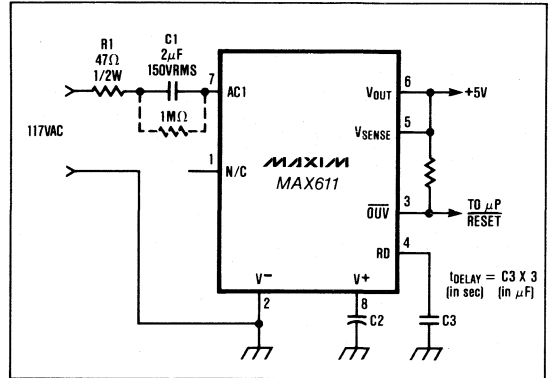 R1
47Ω
1/2W
C1
2μF
150VRMS
7
AC1
1MΩ
117VAC
1
N/C
MAXIM
MAX611
VOUT
6
+5V
VSENSE
5
OUV
3
TO μP
RESET
RD
4
tDELAY = C3 X 3
(in sec) (in μF)
V−
2
V+
8
C2
C3